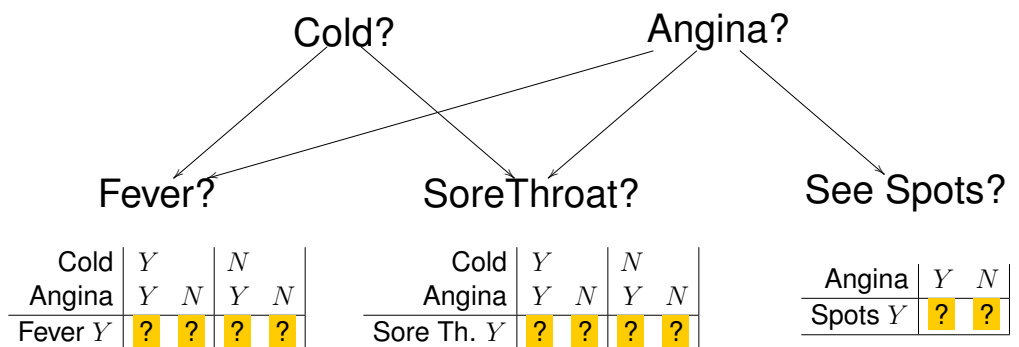 Cold? Angina?
Fever? SoreThroat? See Spots?
Cold Y N
Angina Y N Y N
Fever Y ? ? ? ?
Cold Y N
Angina Y N Y N
Sore Th. Y ? ? ? ?
Angina Y N
Spots Y ? ?